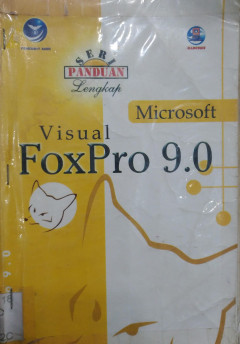 SERI
PANDUAN
Lengkap
Microsoft
Visual
FoxPro 9.0